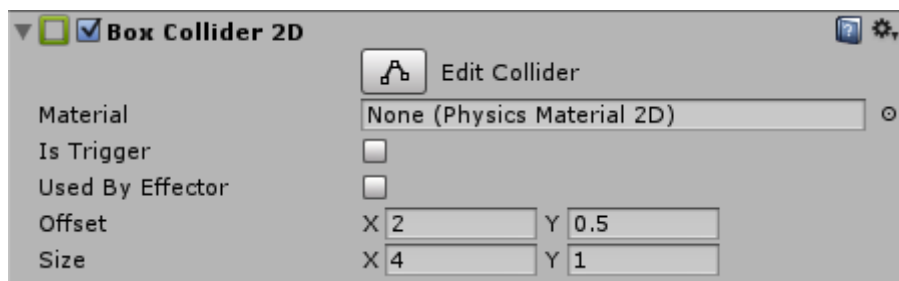 Box Collider 2D
Edit Collider
Material None (Physics Material 2D)
Is Trigger
Used By Effector
Offset X 2 Y 0.5
Size X 4 Y 1